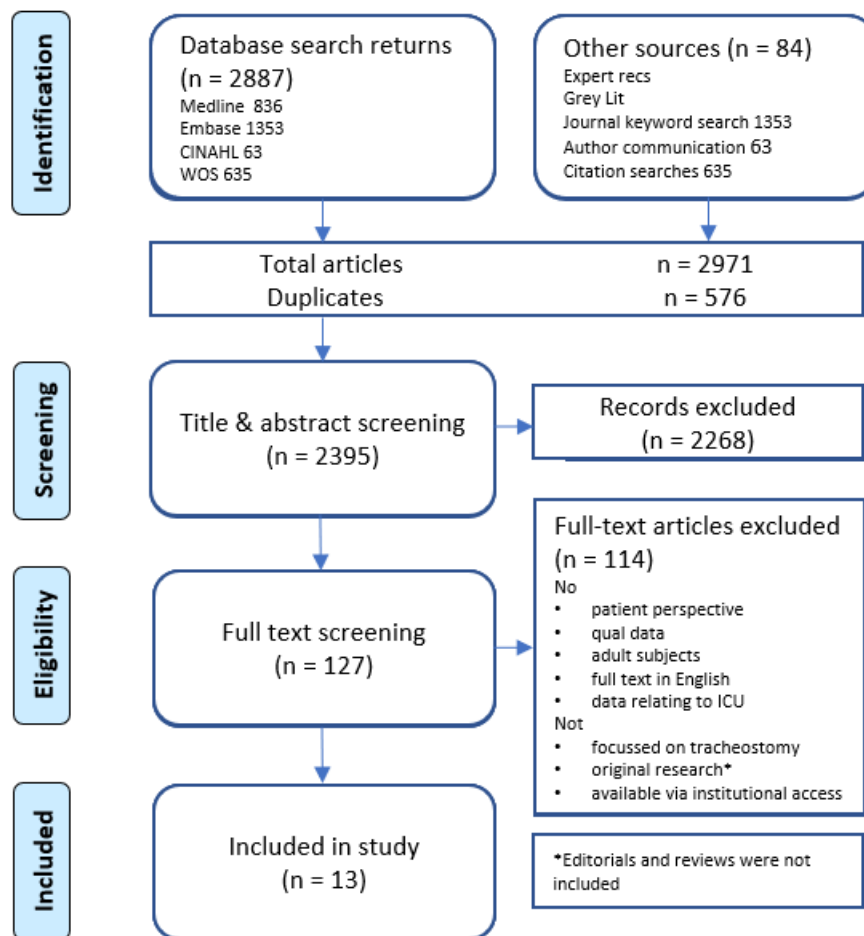 Identification
Database search returns
(n = 2887)
Medline 836
Embase 1353
CINAHL 63
WOS 635
Other sources (n = 84)
Expert recs
Grey Lit
Journal keyword search 1353
Author communication 63
Citation searches 635
Total articles n = 2971
Duplicates n = 576
Screening
Title & abstract screening
(n = 2395)
Records excluded
(n = 2268)
Eligibility
Full text screening
(n = 127)
Full-text articles excluded
(n = 114)
No
• patient perspective
• qual data
• adult subjects
• full text in English
• data relating to ICU
Not
• focussed on tracheostomy
• original research*
• available via institutional access
Included
Included in study
(n = 13)
*Editorials and reviews were not
included